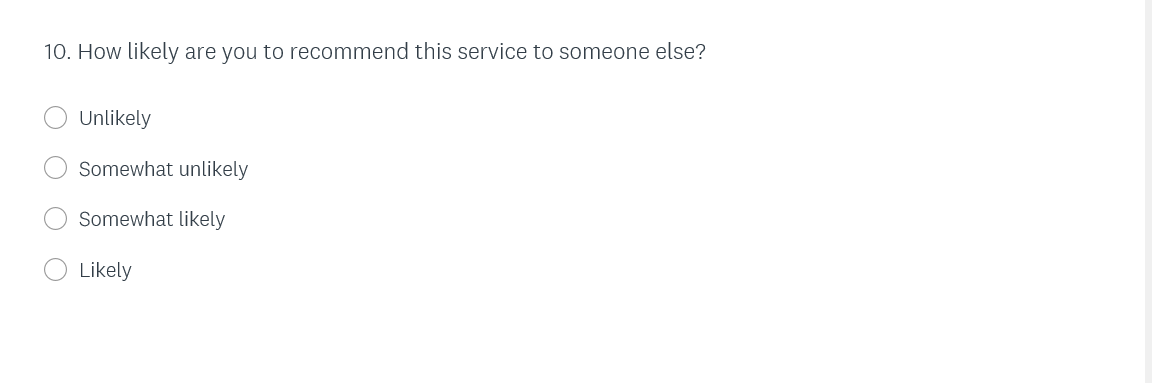 10. How likely are you to recommend this service to someone else?
Unlikely
Somewhat unlikely
Somewhat likely
Likely